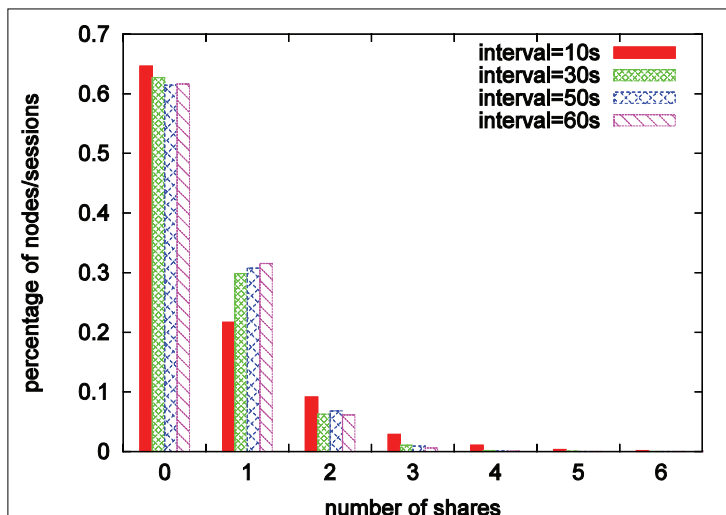 0.7
0.6
0.5
0.4
0.3
0.2
0.1
0
percentage of nodes/sessions
interval=10s
interval=30s
interval=50s
interval=60s
0 1 2 3 4 5 6
number of shares